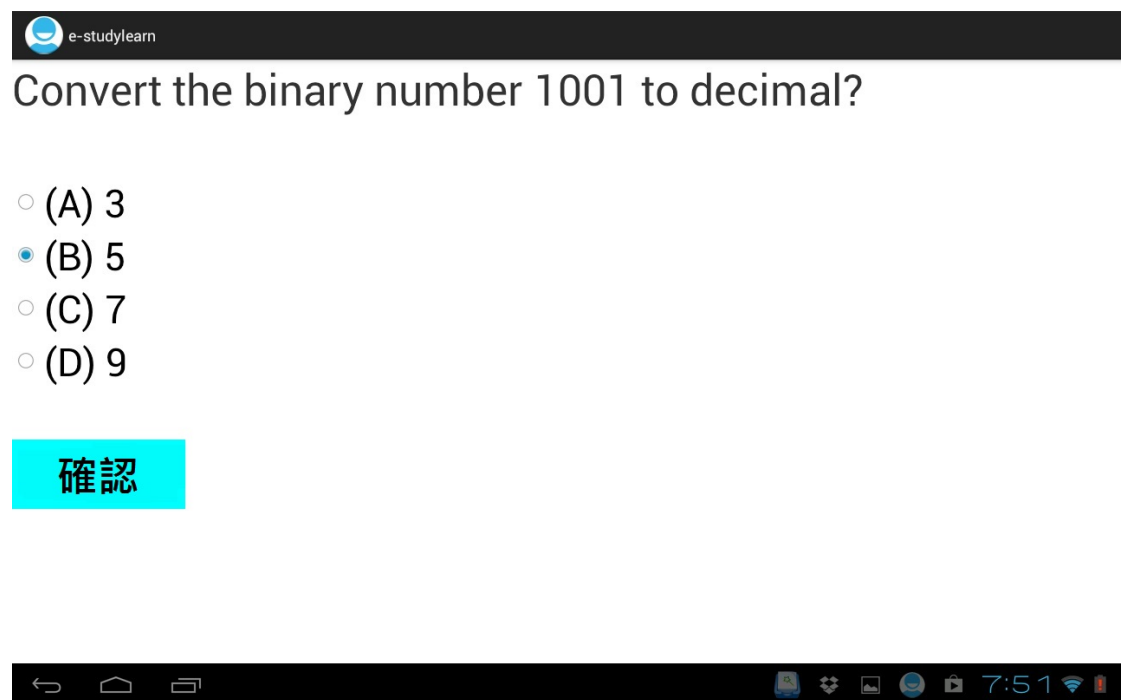 e-studylearn
Convert the binary number 1001 to decimal?
(A) 3
(B) 5
(C) 7
(D) 9
確認
7:51